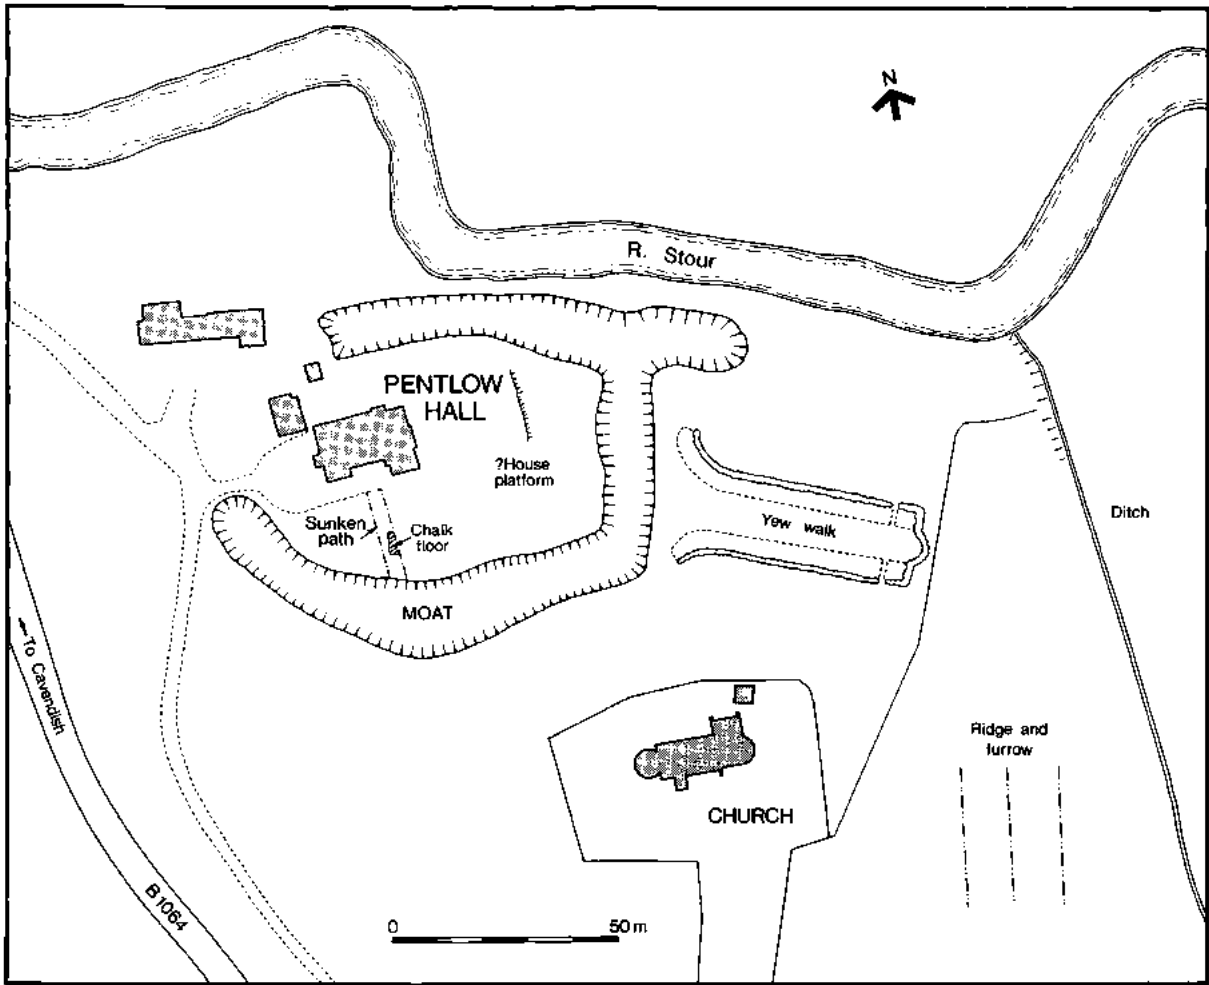 N
R. Stour
PENTLOW
HALL
?House
platform
Sunken
path
Chalk
floor
Yew walk
Ditch
MOAT
To Cavendish
Ridge and
furrow
CHURCH
B1064
0
50 m